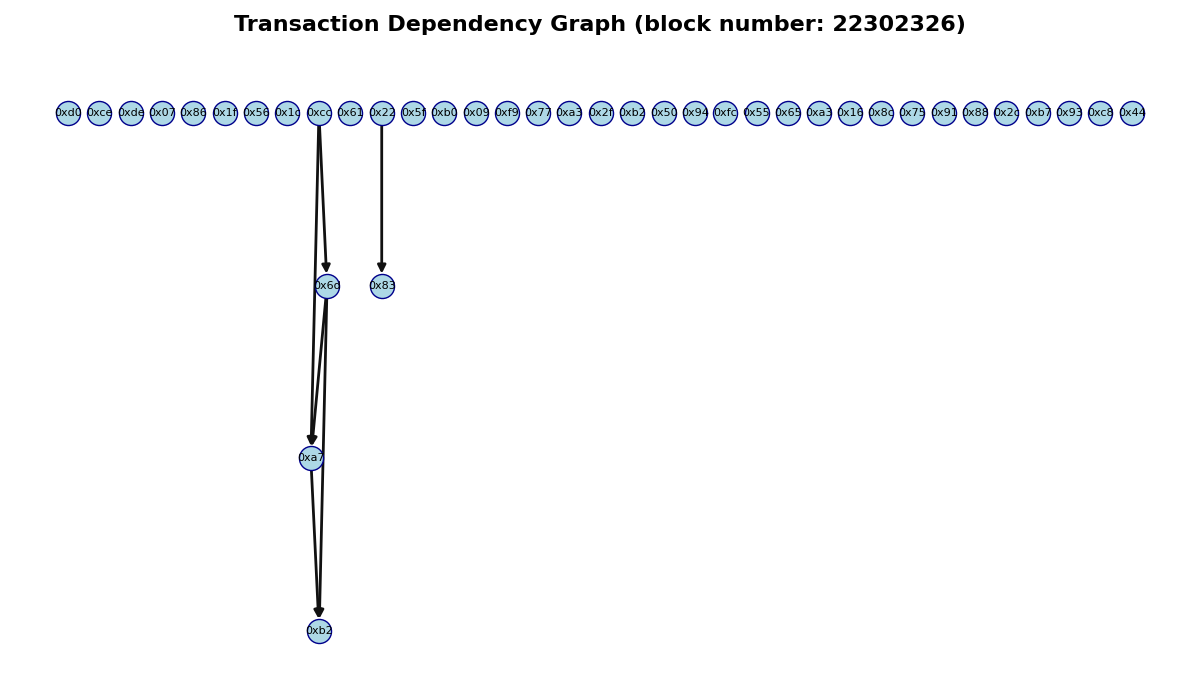 Transaction Dependency Graph (block number: 22302326)
0xd0 0xce 0xde 0x07 0x86 0x1f 0x56 0x1c 0xcc 0x61 0x22 0x5f 0xb0 0x09 0xf9 0x77 0xa3 0x2f 0xb2 0x50 0x94 0xfc 0x55 0x65 0xa3 0x16 0x8c 0x75 0x91 0x88 0x2c 0xb7 0x93 0xc8 0x44
0x6d 0x83
0xa7
0xb2